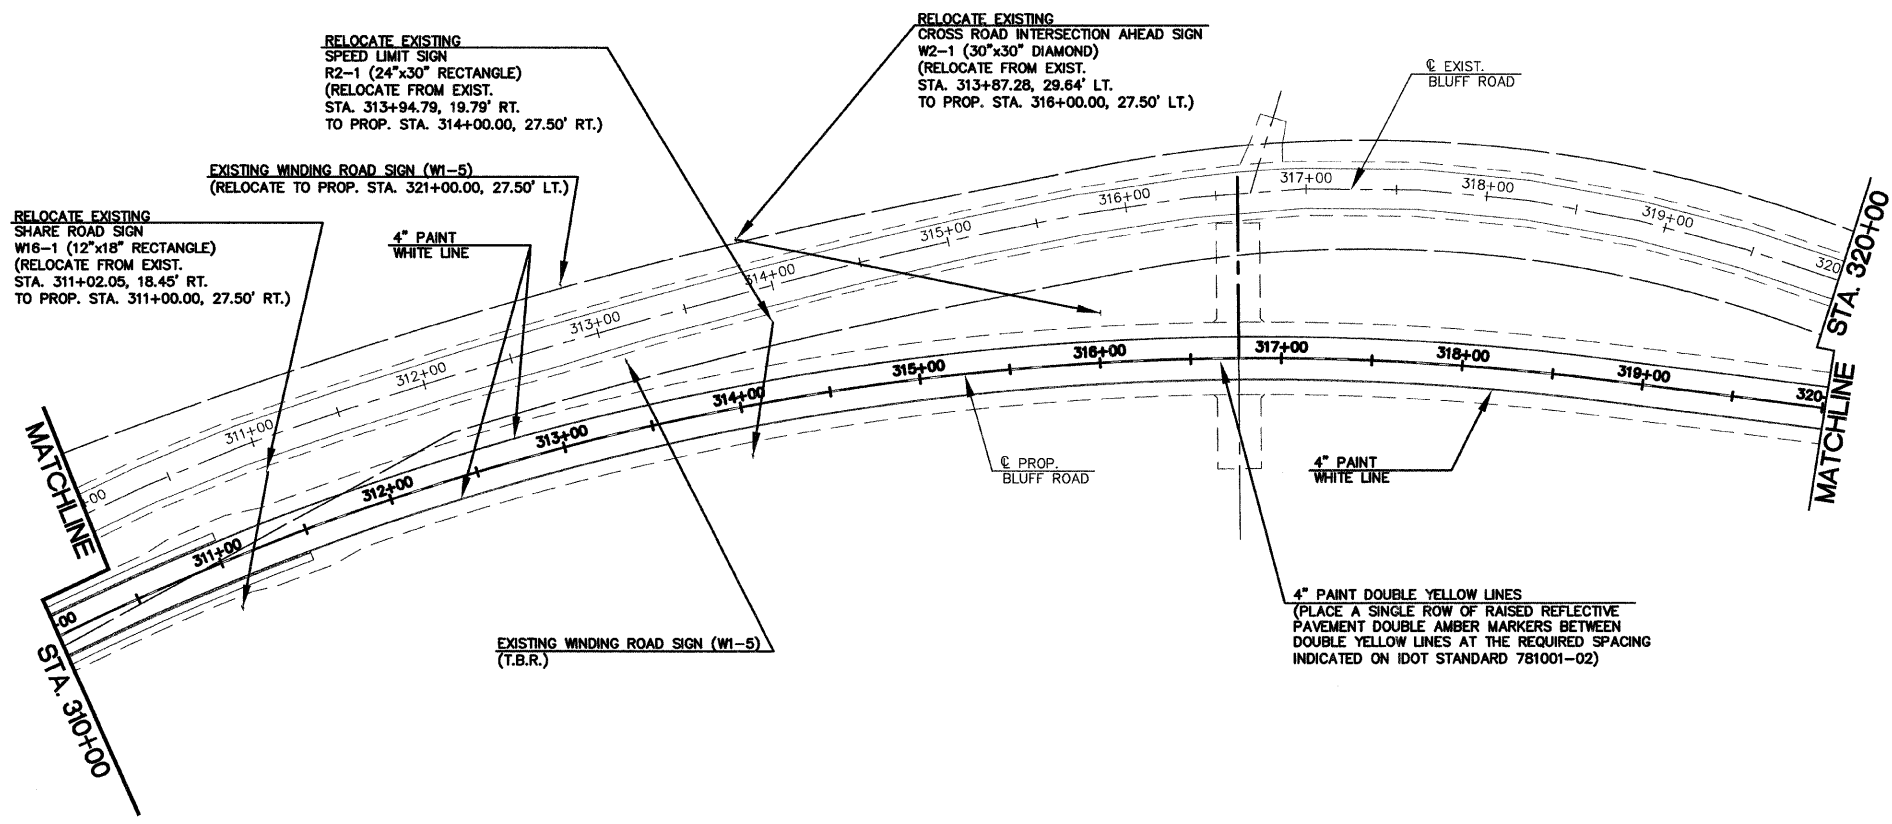 RELOCATE EXISTING
CROSS ROAD INTERSECTION AHEAD SIGN
W2-1 (30"x30" DIAMOND)
(RELOCATE FROM EXIST.
STA. 313+87.28, 29.64' LT.
TO PROP. STA. 316+00.00, 27.50' LT.)
RELOCATE EXISTING
SPEED LIMIT SIGN
R2-1 (24"x30" RECTANGLE)
(RELOCATE FROM EXIST.
STA. 313+94.79, 19.79' RT.
TO PROP. STA. 314+00.00, 27.50' RT.)
℄ EXIST.
BLUFF ROAD
EXISTING WINDING ROAD SIGN (W1-5)
(RELOCATE TO PROP. STA. 321+00.00, 27.50' LT.)
RELOCATE EXISTING
SHARE ROAD SIGN
W16-1 (12"x18" RECTANGLE)
(RELOCATE FROM EXIST.
STA. 311+02.05, 18.45' RT.
TO PROP. STA. 311+00.00, 27.50' RT.)
4" PAINT
WHITE LINE
-00
311+00
312+00
313+00
314+00
315+00
316+00
317+00
318+00
319+00
320
-00
311+00
312+00
313+00
314+00
315+00
316+00
317+00
318+00
319+00
320
MATCHLINE
STA. 310+00
MATCHLINE
STA. 320+00
℄ PROP.
BLUFF ROAD
4" PAINT
WHITE LINE
EXISTING WINDING ROAD SIGN (W1-5)
(T.B.R.)
4" PAINT DOUBLE YELLOW LINES
(PLACE A SINGLE ROW OF RAISED REFLECTIVE
PAVEMENT DOUBLE AMBER MARKERS BETWEEN
DOUBLE YELLOW LINES AT THE REQUIRED SPACING
INDICATED ON IDOT STANDARD 781001-02)